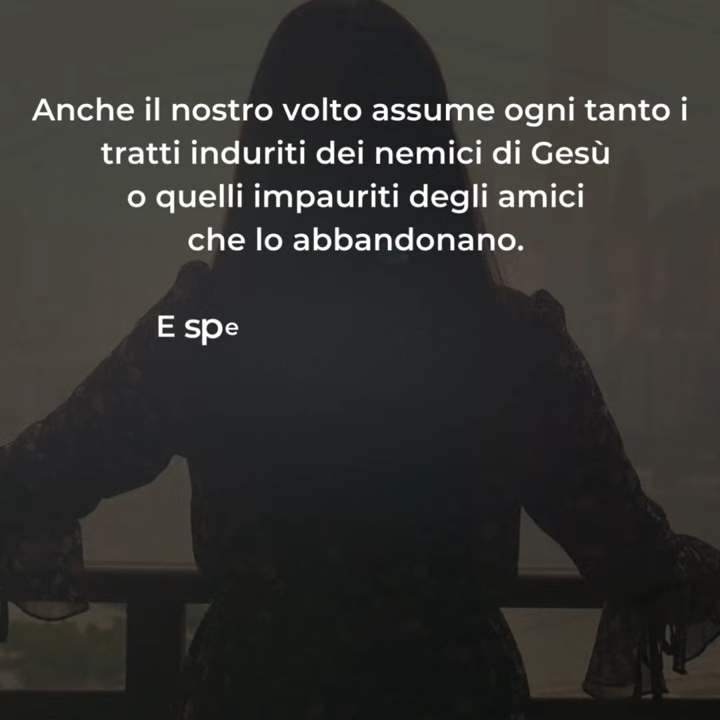 Anche il nostro volto assume ogni tanto i
tratti induriti dei nemici di Gesù
o quelli impauriti degli amici
che lo abbandonano.
E spe